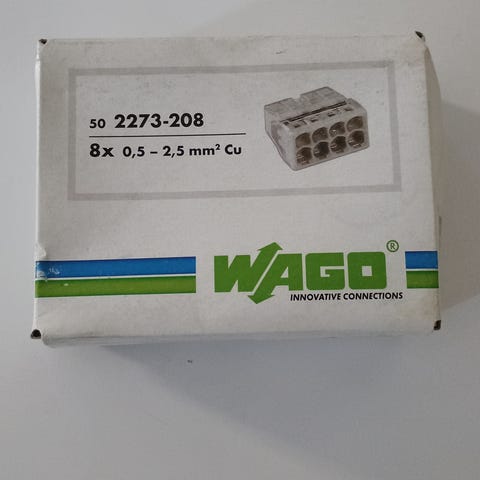 50 2273-208
8x 0,5 – 2,5 mm² Cu
WAGO®
INNOVATIVE CONNECTIONS